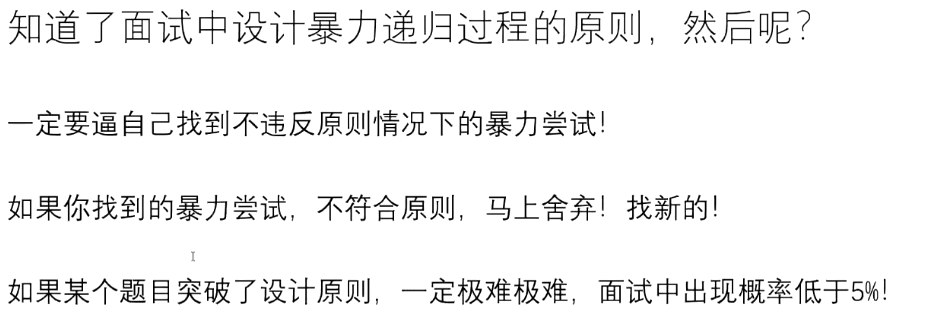 知道了面试中设计暴力递归过程的原则，然后呢？
一定要逼自己找到不违反原则情况下的暴力尝试！
如果你找到的暴力尝试，不符合原则，马上舍弃！找新的！
如果某个题目突破了设计原则，一定极难极难，面试中出现概率低于5%！